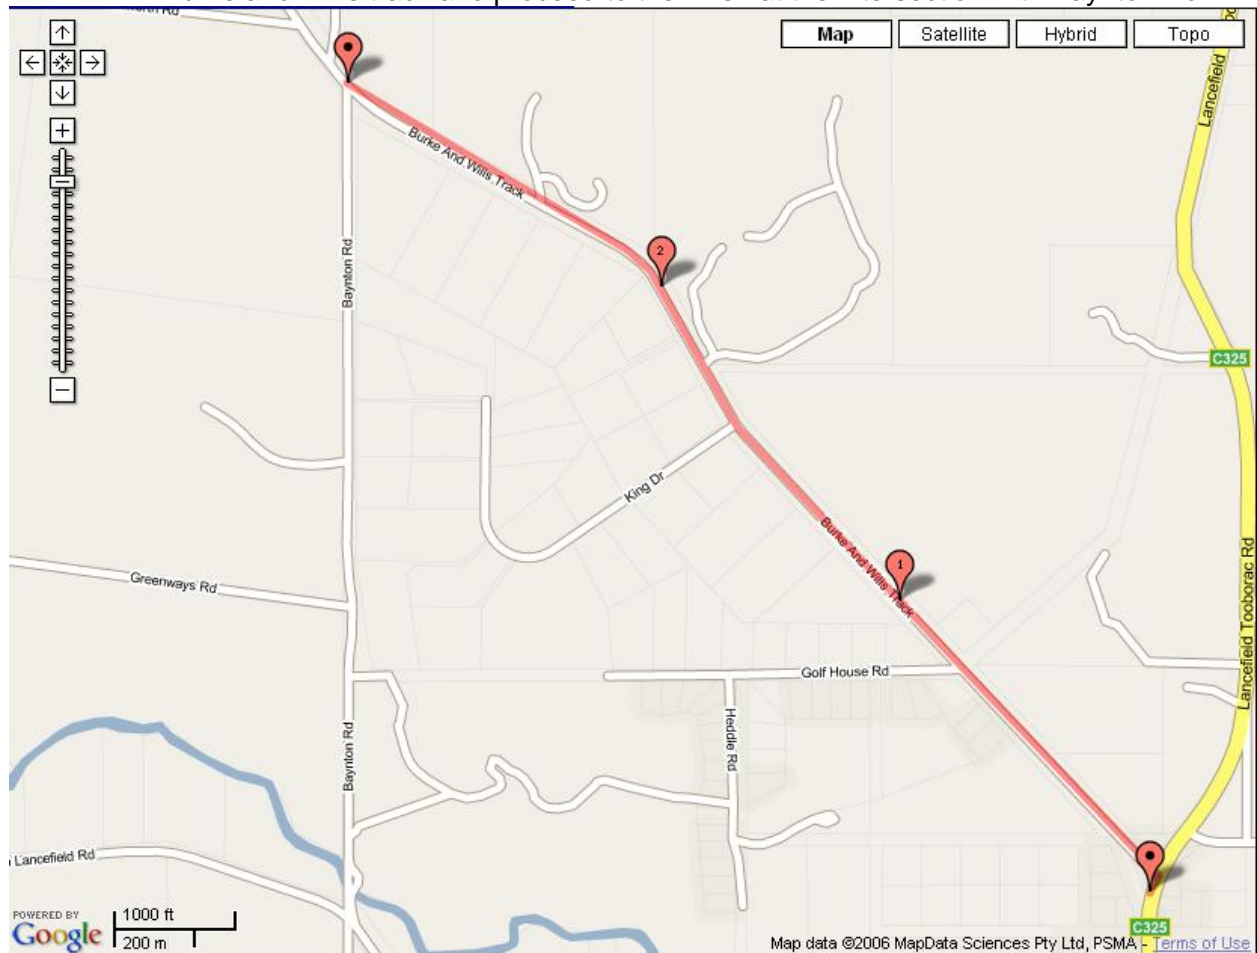 Map
Satellite
Hybrid
Topo
Lancefield
Burke And Wills Track
Baynton Rd
2
C325
King Dr
Burke And Wills Track
1
Greenways Rd
Lancefield Tooborac Rd
Golf House Rd
Heddle Rd
Baynton Rd
Lancefield Rd
POWERED BY
Google
1000 ft
200 m
C325
Map data ©2006 MapData Sciences Pty Ltd, PSMA - Terms of Use